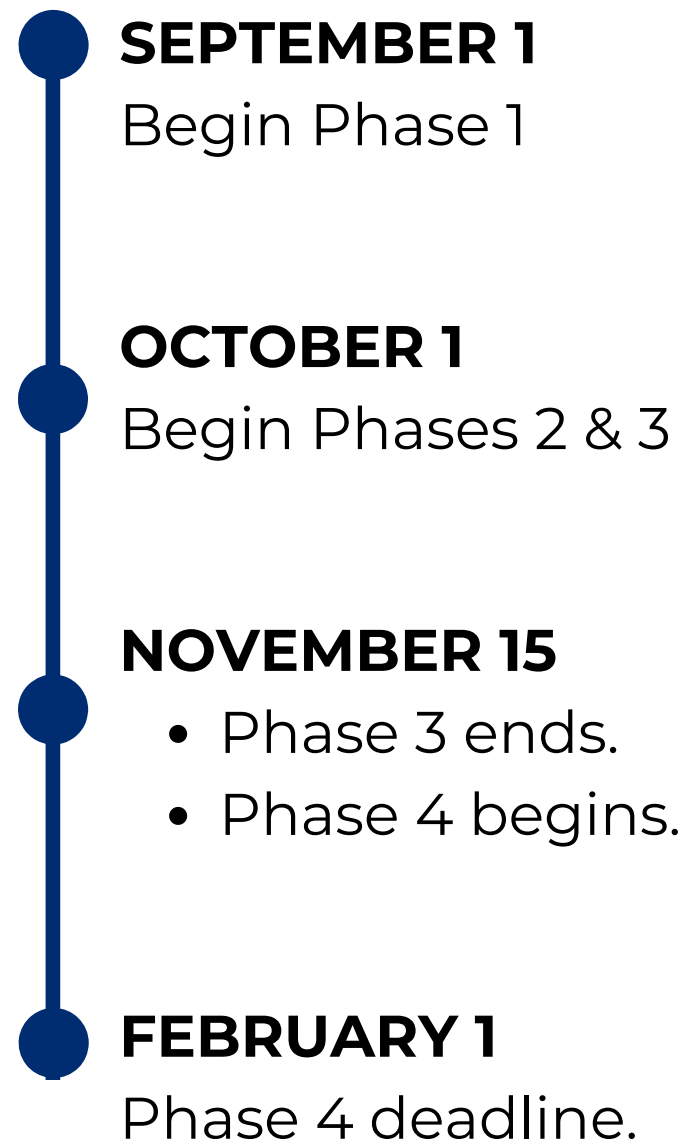 SEPTEMBER 1
Begin Phase 1
OCTOBER 1
Begin Phases 2 & 3
NOVEMBER 15
• Phase 3 ends.
• Phase 4 begins.
FEBRUARY 1
Phase 4 deadline.